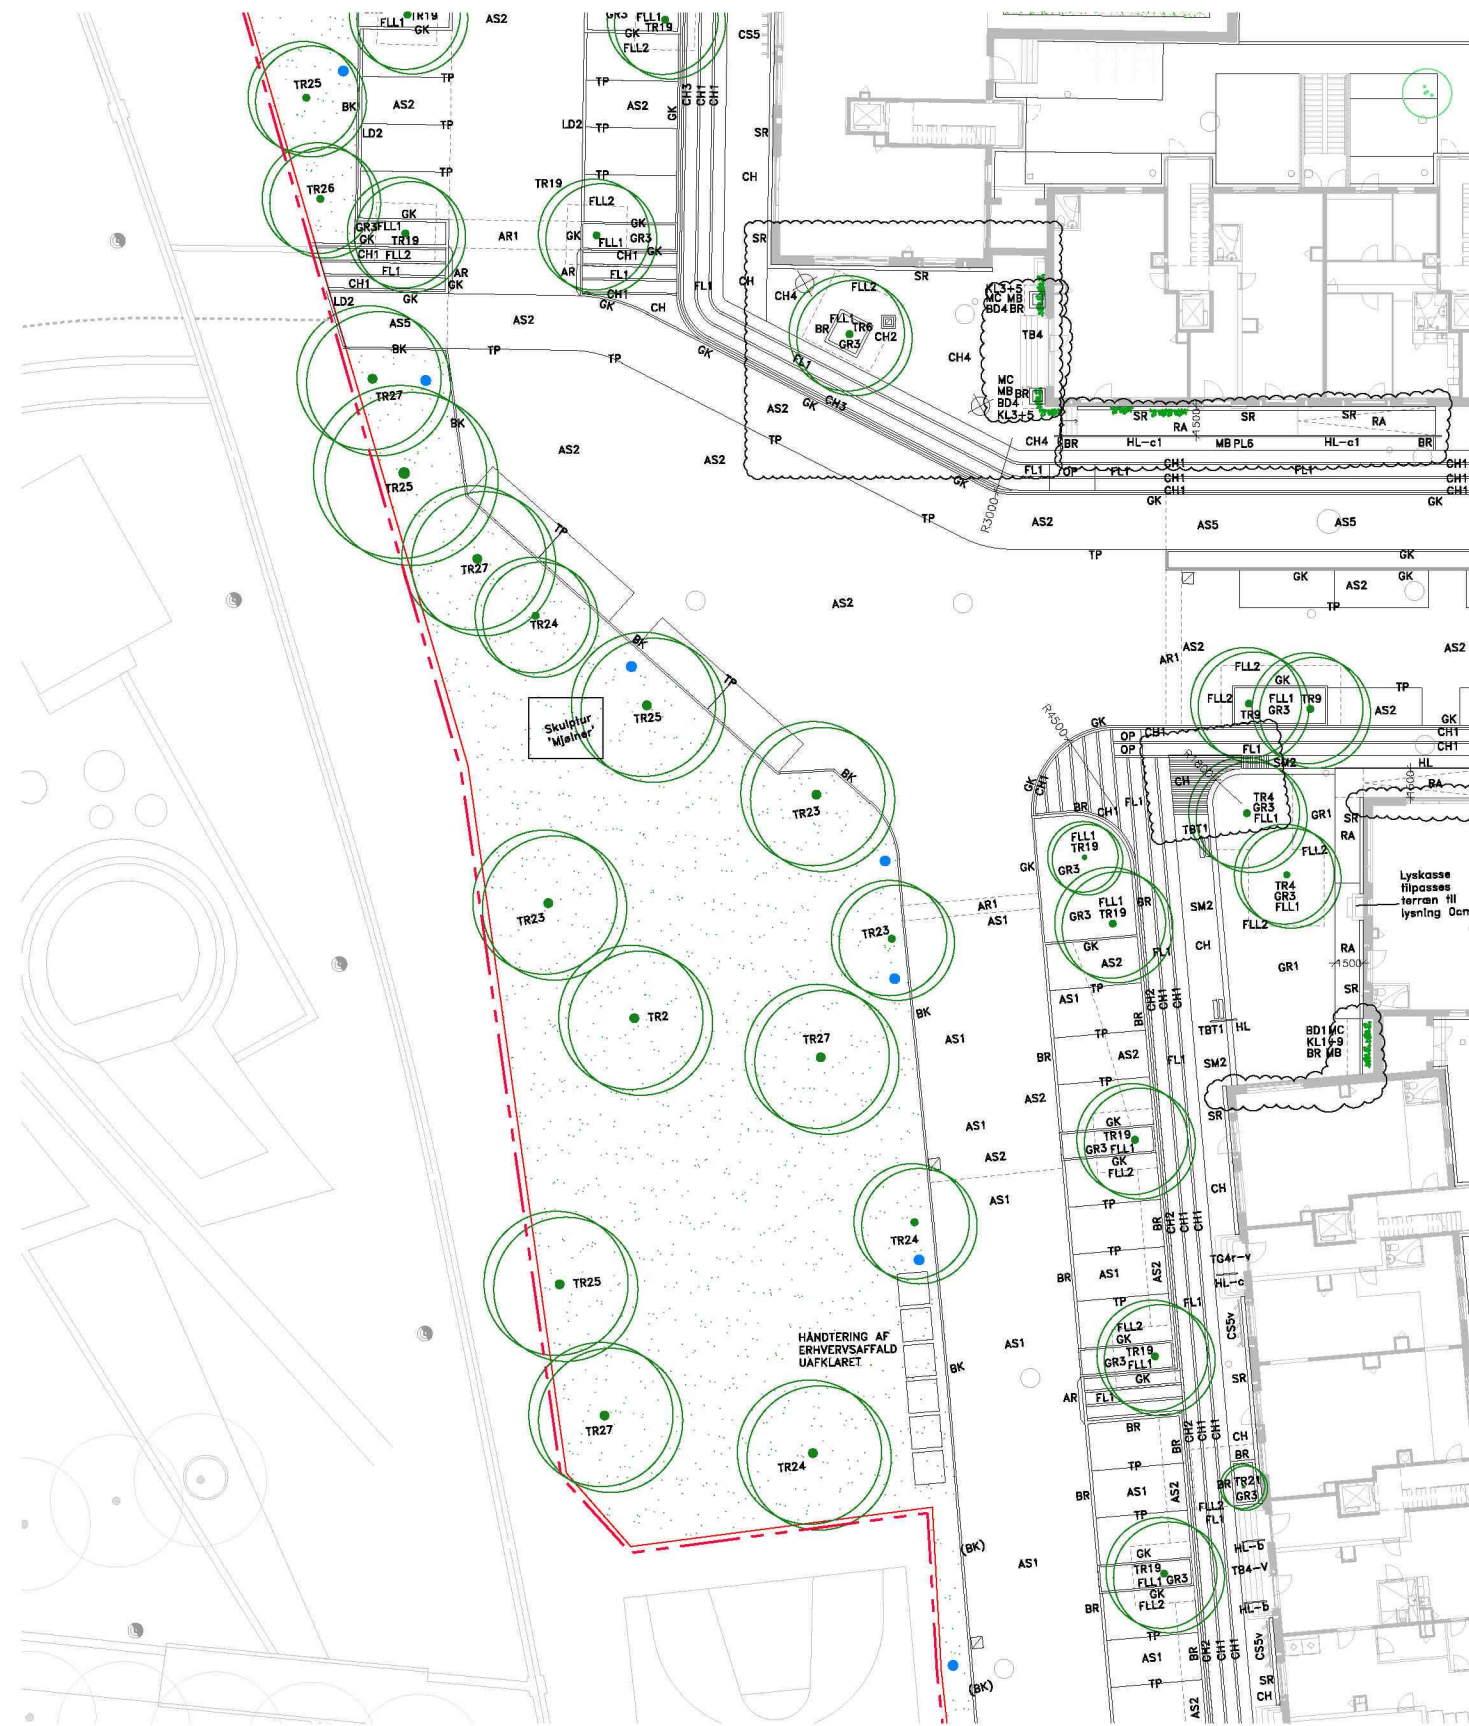 TR19
FLL1
GK
AS2
GR3
FLL1
TR19
GK
FLL2
CS5
TR25
BK
AS2
TP
LD2
TP
TP
AS2
LD2
TP
TP
CH3
CH1
CH1
GK
SR
CH
TR26
GK
GR3
FLL1
GK
TR19
CH1
FLL2
FL1
CH1
AR
GK
GK
LD2
AR1
TR19
FLL2
GK
GK
FLL1
GR3
GK
CH1
AR
FL1
CH1
GK
CH
FL1
SR
SR
CH
CH4
FLL2
FLL1
BR
TR6
GR3
CH2
KL3+5
MC MB
BD4 BR
TB4
CH4
MC
MB
BR
BD4
KL3+5
AS5
AS2
BK
TP
TP
GK
FL1
GK
CH3
AS2
TP
TR27
BK
AS2
AS2
TR25
CH4
BR
SR
SR
SR
RA
RA
1500
HL-c1
MB PL6
HL-c1
BR
FL1
OP
FL1
CH1
FL1
CH1
CH1
GK
GK
GK
R3000
AS2
AS5
AS5
TP
TP
GK
TR27
TP
TR24
AS2
GK
GK
AS2
TP
BK
TP
TR25
Skulptur
'Mjølner'
AS2
AR1
AS2
FLL2
GK
FLL2
FLL1
TR9
GR3
TR9
TP
AS2
GK
R4500
GK
OP
CH1
OP
CH1
CH1
FL1
SM2
HL
R1800
CH
RA
1600
BK
TR23
GK
CH1
BR
CH1
FL1
TR4
GR3
FLL1
GR1
SR
RA
TBT1
FLL1
TR19
GR3
GK
FLL2
TR4
GR3
FLL1
FLL2
Lyskasse
tilpasses
terræn til
lysning 0cm
TR23
AR1
AS1
TR23
FLL1
GR3
TR19
BR
SM2
GK
CH
FL1
AS2
RA
1500
GR1
SR
TP
AS1
CH2
CH1
CH1
BR
TR2
TR27
BK
AS1
TP
BR
AS2
FL1
TBT1
HL
SM2
BD1 MC
KL1+9
BR MB
TP
AS2
SR
AS1
GK
TR19
GR3
FLL1
GK
FLL2
AS2
AS1
TP
CH
BR
CH2
CH1
CH1
TR24
TP
TG4r-v
BR
AS1
AS2
HL-c
TR25
TP
FL1
CS5v
HÅNDTERING AF
ERHVERVSAFFALD
UAFKLARET
AS1
FLL2
GK
TR19
GR3
FLL1
GK
BK
SR
AR
FL1
TR27
BR
BR
CH2
CH1
CH1
CH
BR
TR24
TP
BR
AS1
AS2
BR
TR21
GR3
FLL2
FL1
TP
(BK)
AS1
GK
TR19
FLL1
GR3
GK
FLL2
HL-b
TB4-V
HL-b
BR
TP
AS1
BR
CH2
CH1
CH1
CS5v
TP
SR
CH
AS2
(BK)